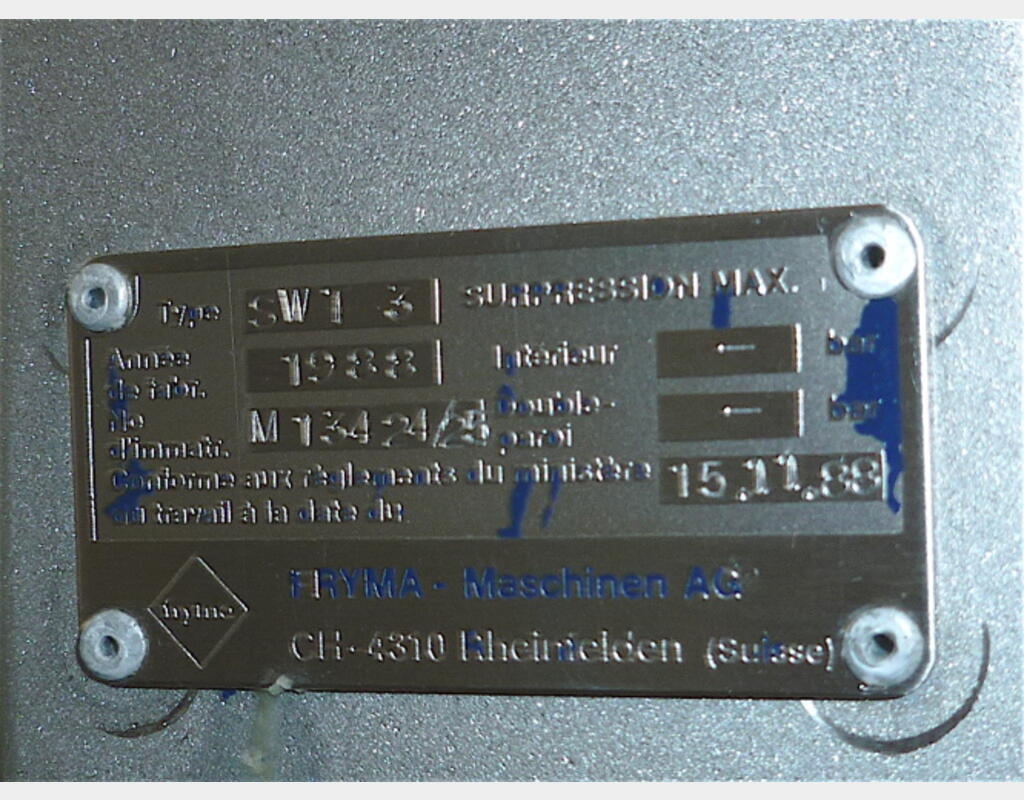 Type SW1 3 SURPRESSION MAX.
Année
de fabr. 1988 Intérieur — bar
No
d'immatr. M 13424/25 Double-
paroi — bar
Conforme aux règlements du ministère
du travail à la date du: 15.11.88
fryma
FRYMA - Maschinen AG
CH-4310 Rheinfelden (Suisse)